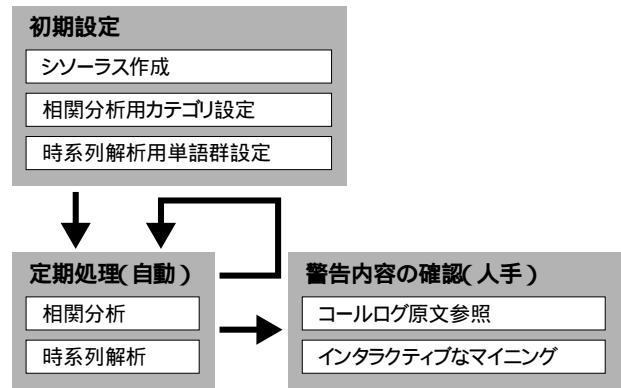 初期設定
シソーラス作成
相関分析用カテゴリ設定
時系列解析用単語群設定
定期処理(自動)
相関分析
時系列解析
警告内容の確認(人手)
コールログ原文参照
インタラクティブなマイニング